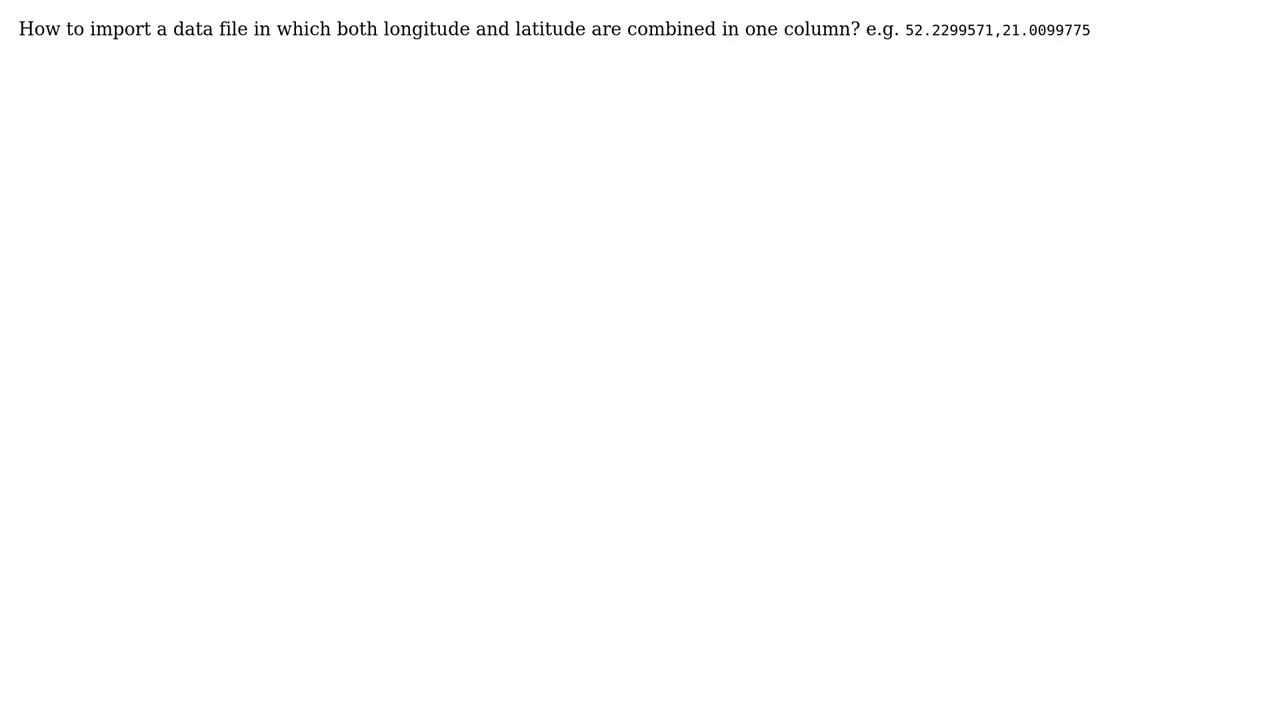 How to import a data file in which both longitude and latitude are combined in one column? e.g. 52.2299571,21.0099775